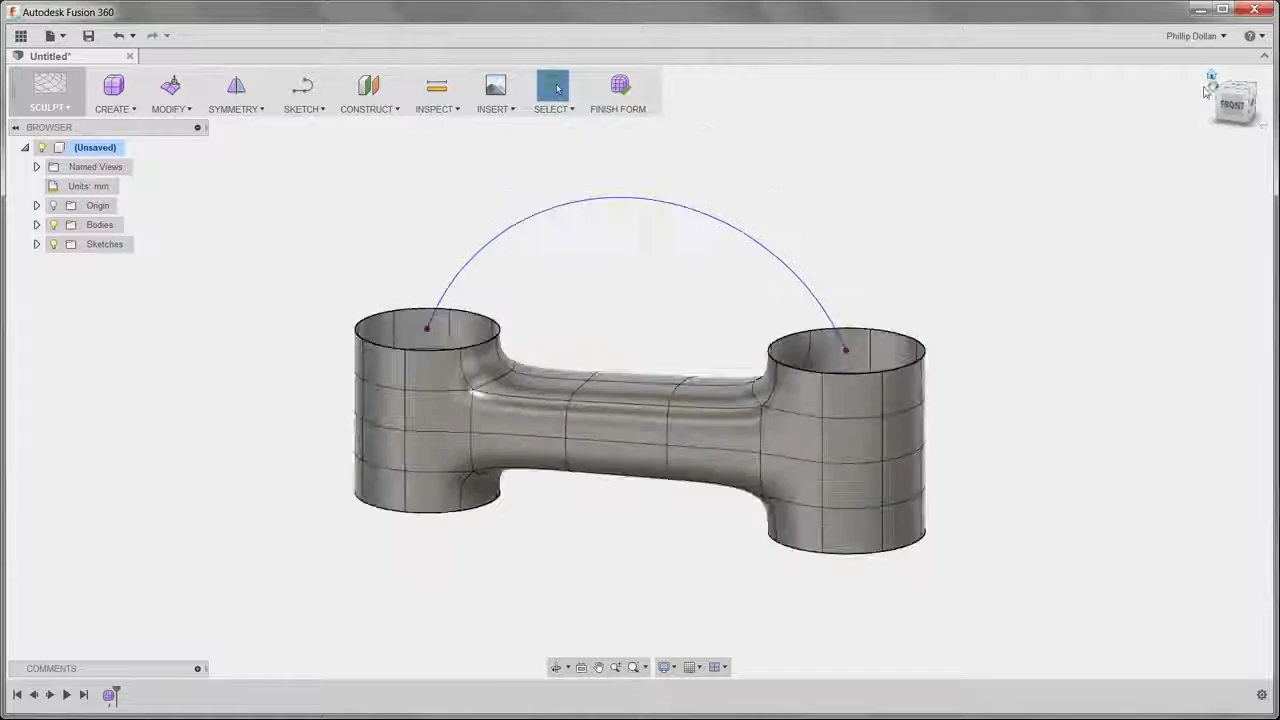 Autodesk Fusion 360
Phillip Dollan
Untitled*
SCULPT
CREATE
MODIFY
SYMMETRY
SKETCH
CONSTRUCT
INSPECT
INSERT
SELECT
FINISH FORM
BROWSER
(Unsaved)
Named Views
Units: mm
Origin
Bodies
Sketches
FRONT
COMMENTS